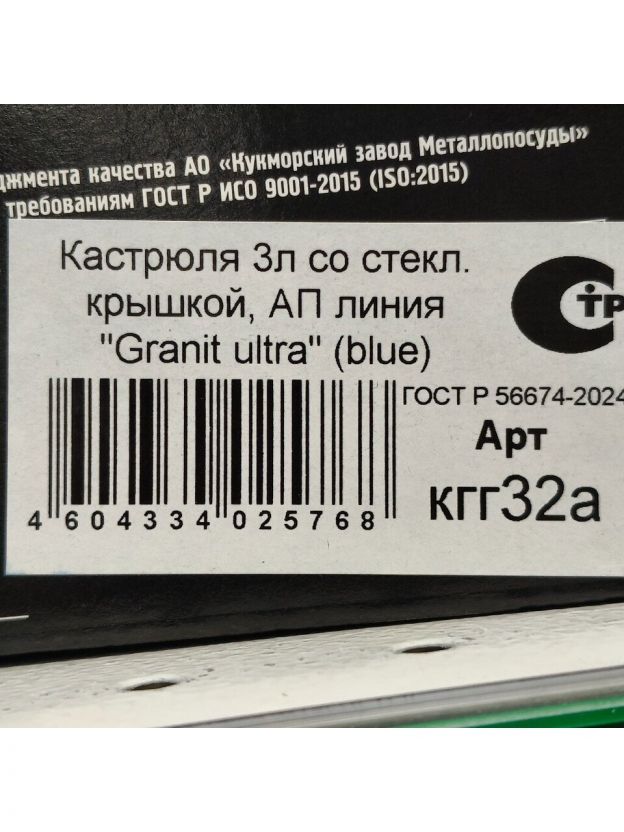 джмента качества АО «Кукморский завод Металлопосуды»
требованиям ГОСТ Р ИСО 9001-2015 (ISO:2015)
Кастрюля 3л со стекл.
крышкой, АП линия
"Granit ultra" (blue)
СТР
ГОСТ Р 56674-2024
Арт
кгг32а
4 604334 025768